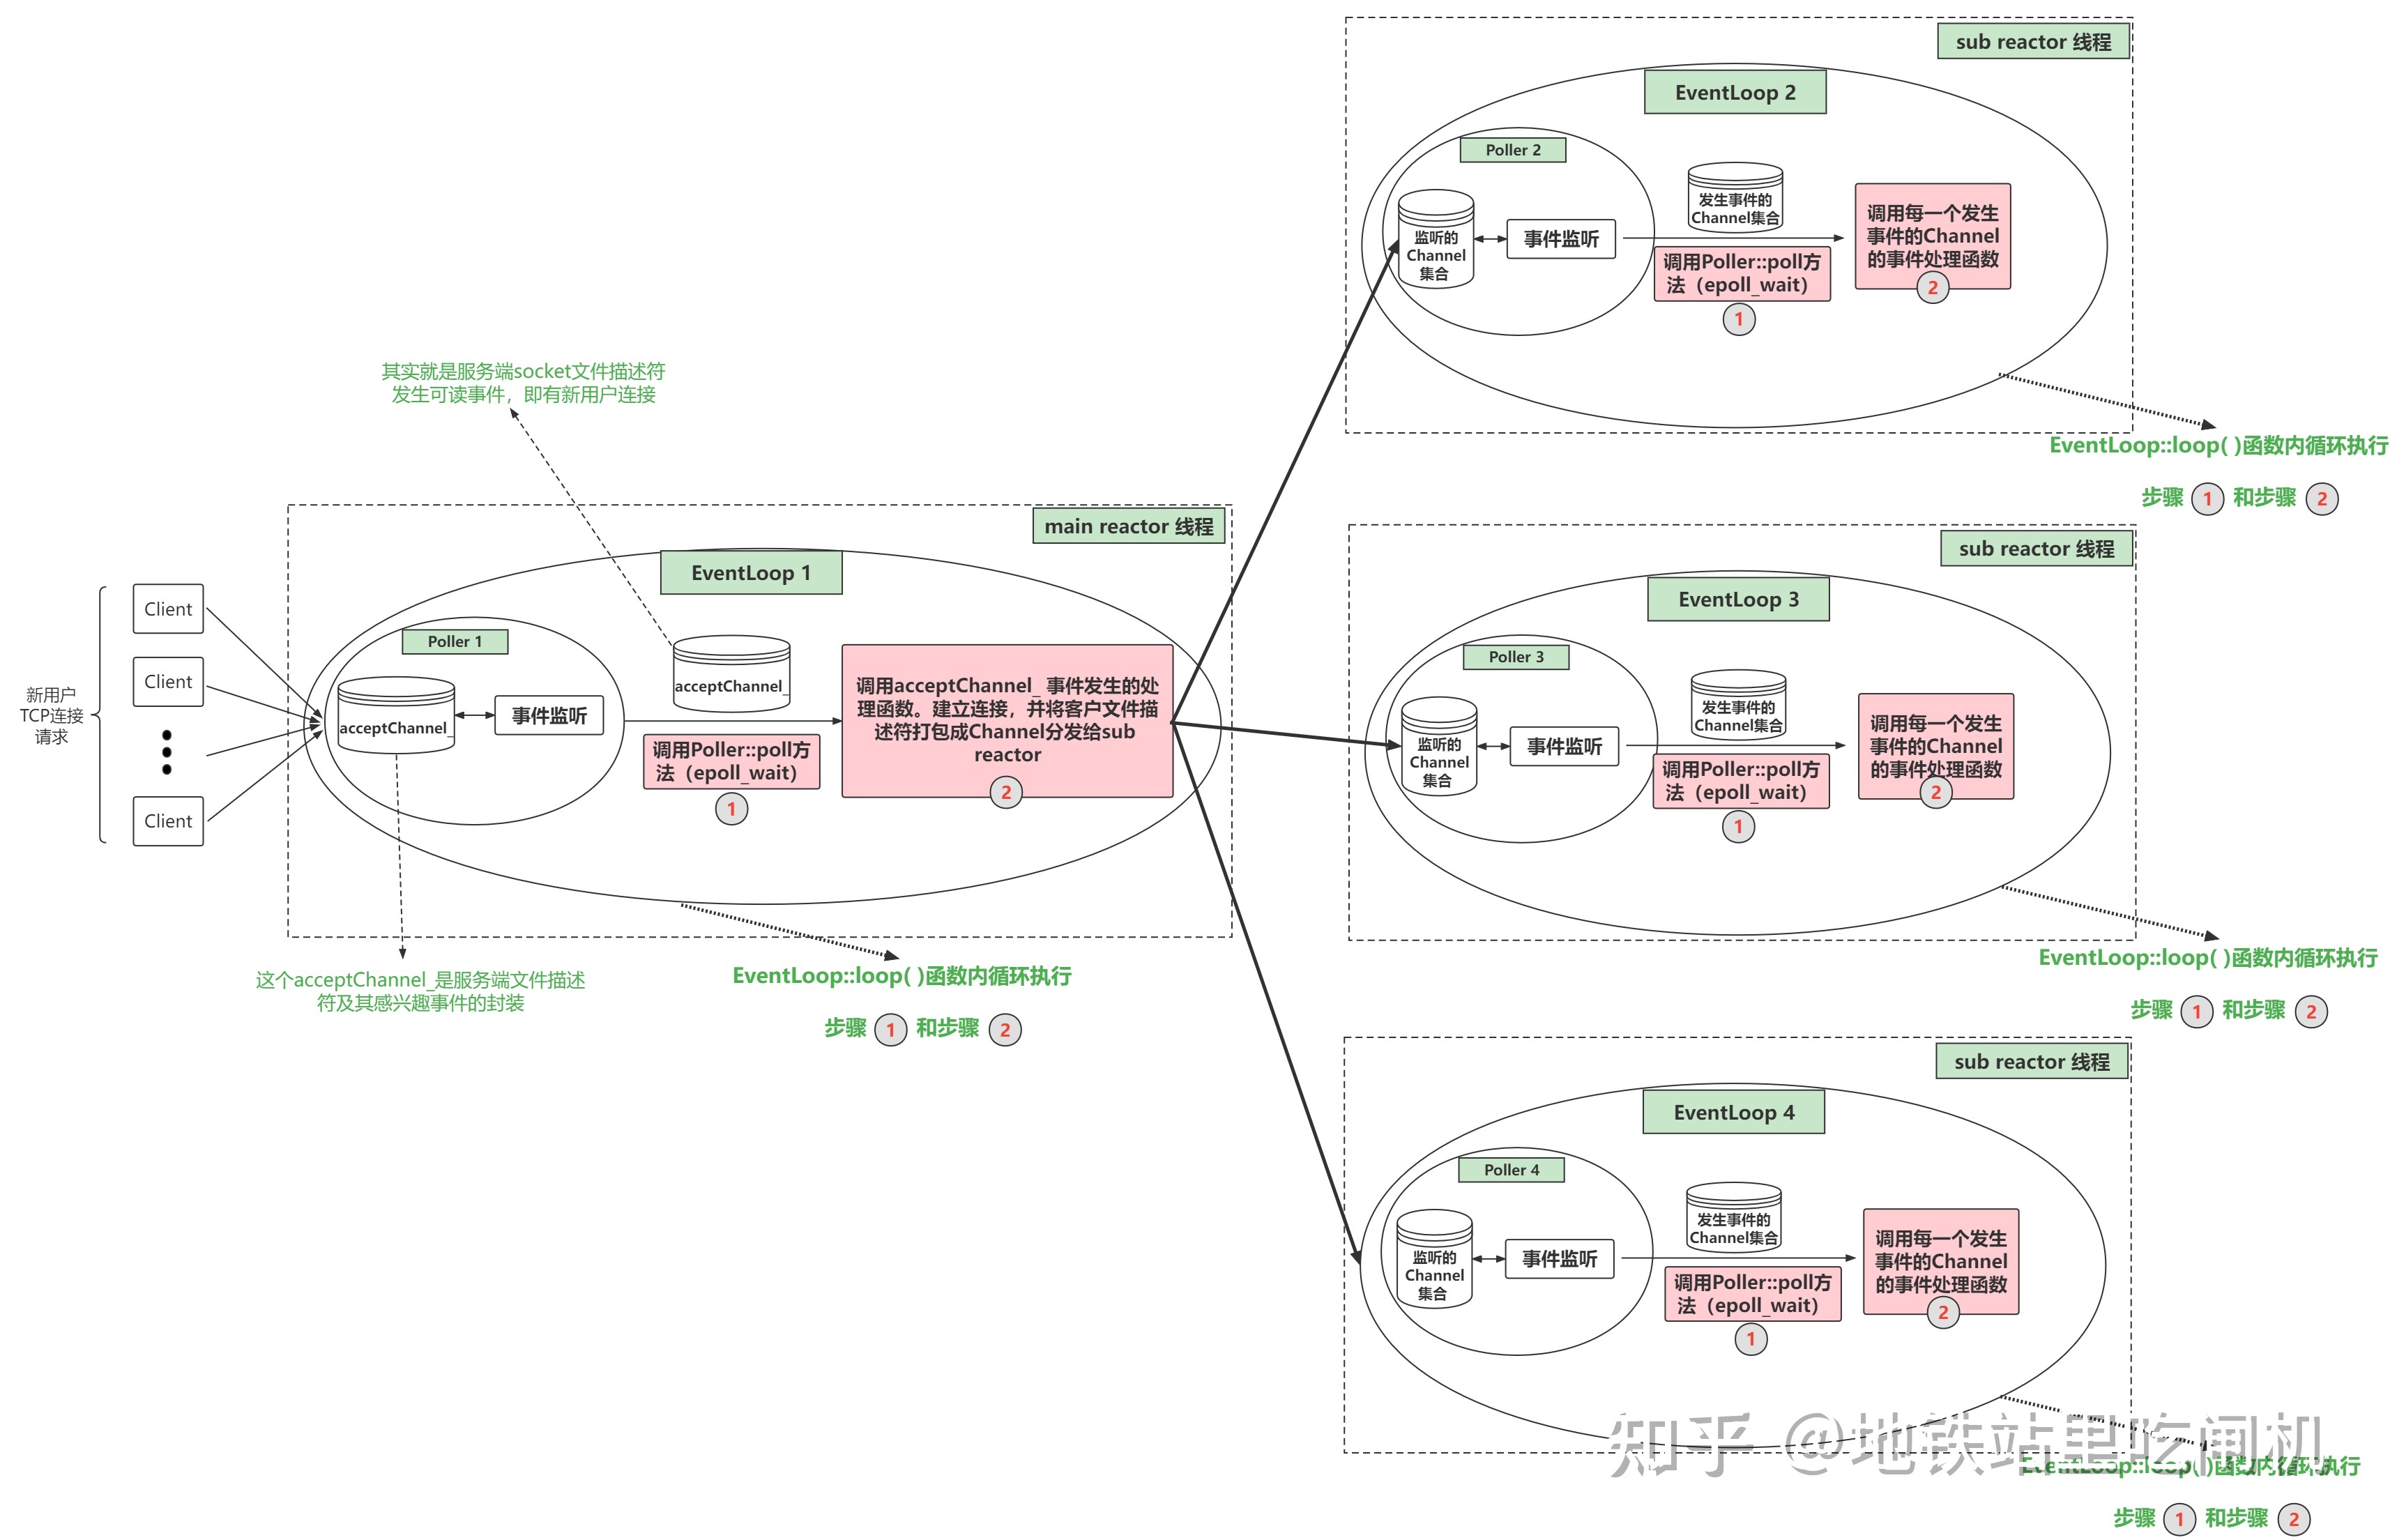 新用户
TCP连接
请求
Client
Client
Client
其实就是服务端socket文件描述符
发生可读事件，即有新用户连接
main reactor 线程
EventLoop 1
Poller 1
acceptChannel_
事件监听
acceptChannel_
调用Poller::poll方
法（epoll_wait）
1
调用acceptChannel_ 事件发生的处
理函数。建立连接，并将客户文件描
述符打包成Channel分发给sub
reactor
2
这个acceptChannel_是服务端文件描述
符及其感兴趣事件的封装
EventLoop::loop( )函数内循环执行
步骤 1 和步骤 2
sub reactor 线程
EventLoop 2
Poller 2
监听的
Channel
集合
事件监听
发生事件的
Channel集合
调用Poller::poll方
法（epoll_wait）
1
调用每一个发生
事件的Channel
的事件处理函数
2
EventLoop::loop( )函数内循环执行
步骤 1 和步骤 2
sub reactor 线程
EventLoop 3
Poller 3
监听的
Channel
集合
事件监听
发生事件的
Channel集合
调用Poller::poll方
法（epoll_wait）
1
调用每一个发生
事件的Channel
的事件处理函数
2
EventLoop::loop( )函数内循环执行
步骤 1 和步骤 2
sub reactor 线程
EventLoop 4
Poller 4
监听的
Channel
集合
事件监听
发生事件的
Channel集合
调用Poller::poll方
法（epoll_wait）
1
调用每一个发生
事件的Channel
的事件处理函数
2
知乎 @地铁站里吃闸机
EventLoop::loop( )函数内循环执行
步骤 1 和步骤 2